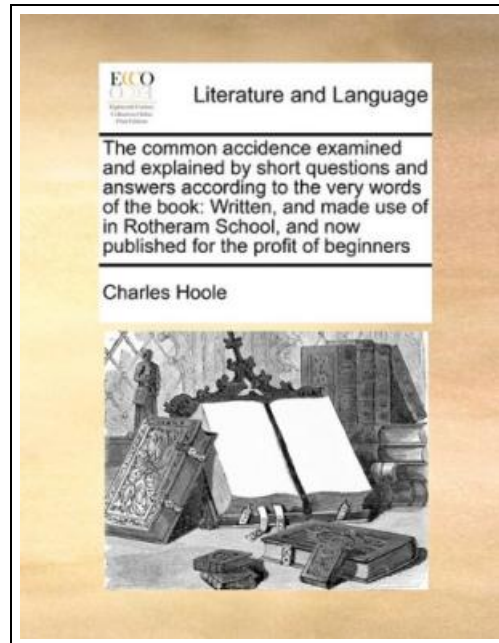 ECCO
Literature and Language
The common accidence examined
and explained by short questions and
answers according to the very words
of the book: Written, and made use of
in Rotheram School, and now
published for the profit of beginners
Charles Hoole